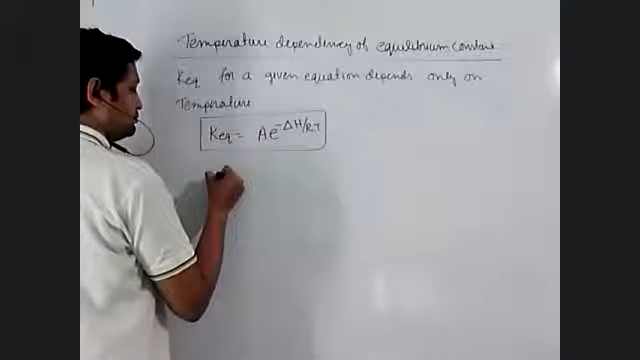 Temperature dependency of equilibrium constant
Keq for a given equation depends only on
Temperature
Keq = Ae^-ΔH/RT